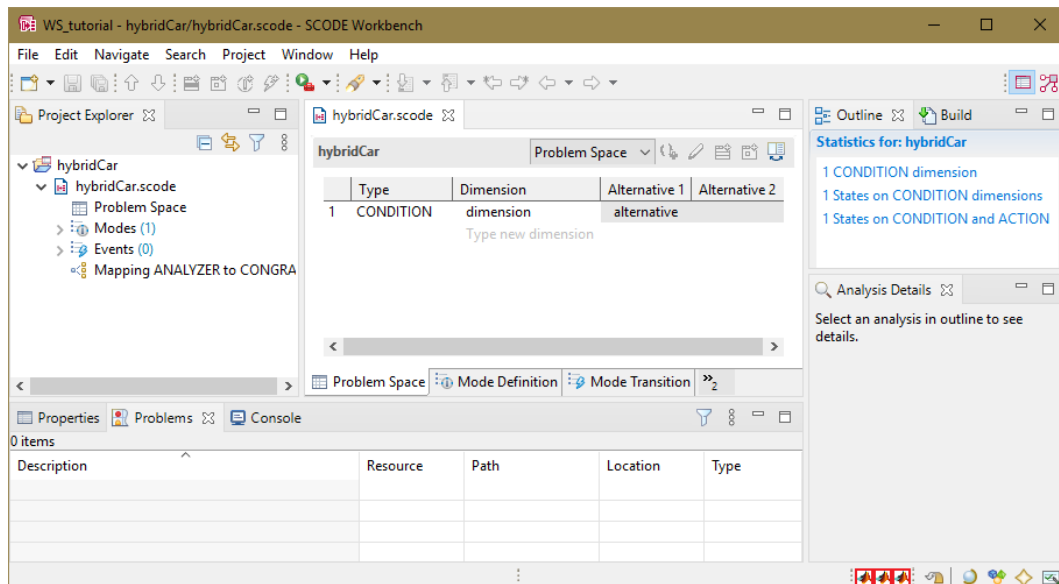 WS_tutorial - hybridCar/hybridCar.scode - SCODE Workbench
File Edit Navigate Search Project Window Help
Project Explorer
hybridCar
hybridCar.scode
Problem Space
Modes (1)
Events (0)
Mapping ANALYZER to CONGRA
hybridCar.scode
hybridCar Problem Space
Type Dimension Alternative 1 Alternative 2
1 CONDITION dimension alternative
Type new dimension
Problem Space Mode Definition Mode Transition »2
Outline Build
Statistics for: hybridCar
1 CONDITION dimension
1 States on CONDITION dimensions
1 States on CONDITION and ACTION
Analysis Details
Select an analysis in outline to see
details.
Properties Problems Console
0 items
Description Resource Path Location Type